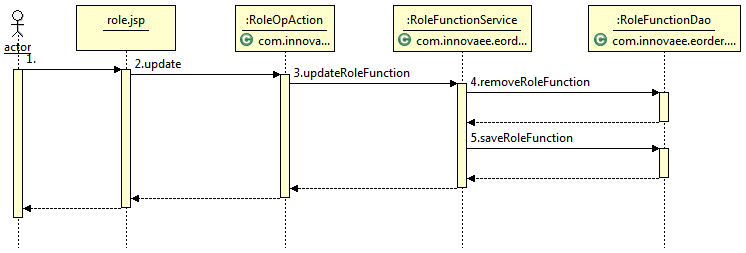 role.jsp
:RoleOpAction
C com.innova...
:RoleFunctionService
C com.innovaee.eord...
:RoleFunctionDao
C com.innovaee.eorder....
actor
1.
2.update
3.updateRoleFunction
4.removeRoleFunction
5.saveRoleFunction